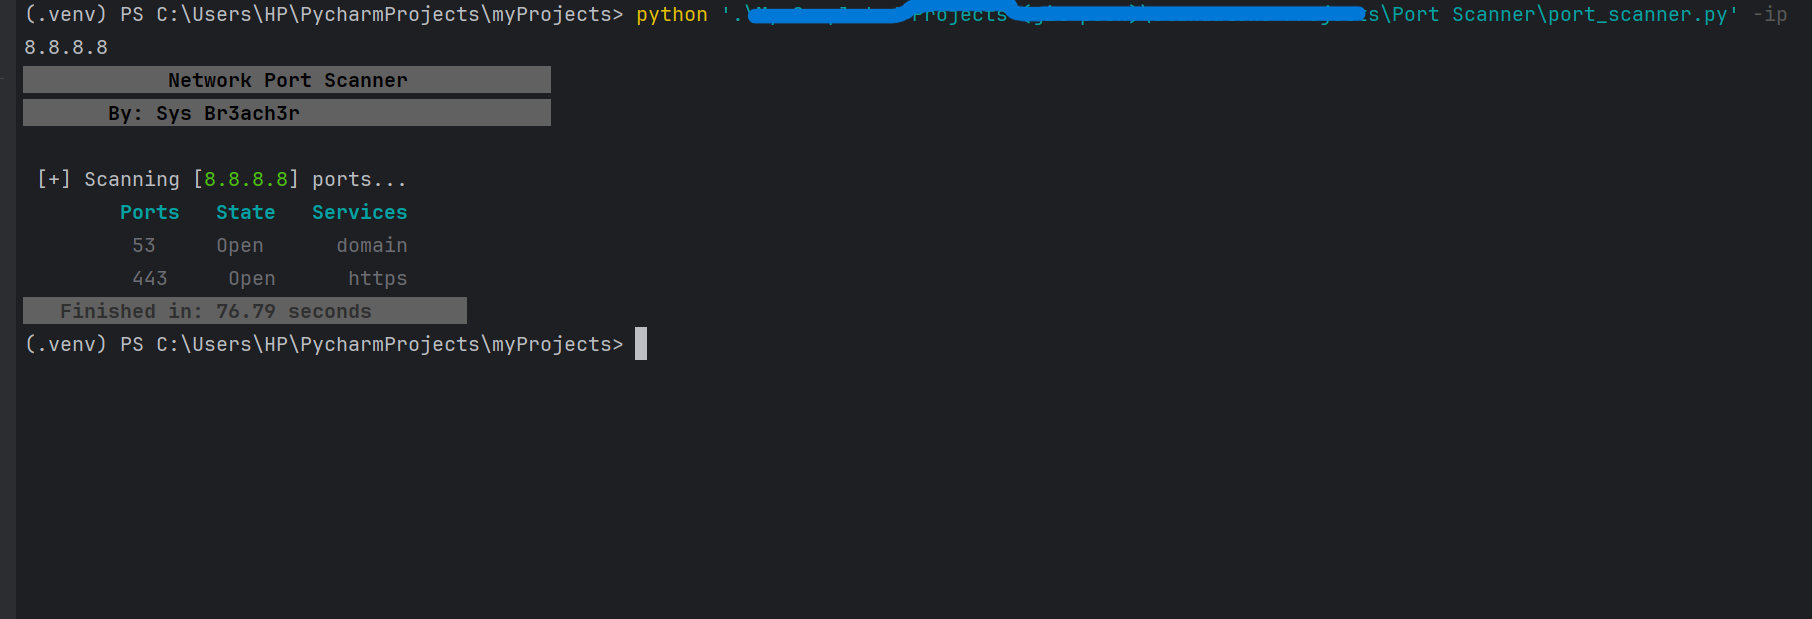 (.venv) PS C:\Users\HP\PycharmProjects\myProjects> python '.\ Projects \Port Scanner\port_scanner.py' -ip
8.8.8.8
Network Port Scanner
By: Sys Br3ach3r
[+] Scanning [8.8.8.8] ports...
Ports State Services
53 Open domain
443 Open https
Finished in: 76.79 seconds
(.venv) PS C:\Users\HP\PycharmProjects\myProjects>